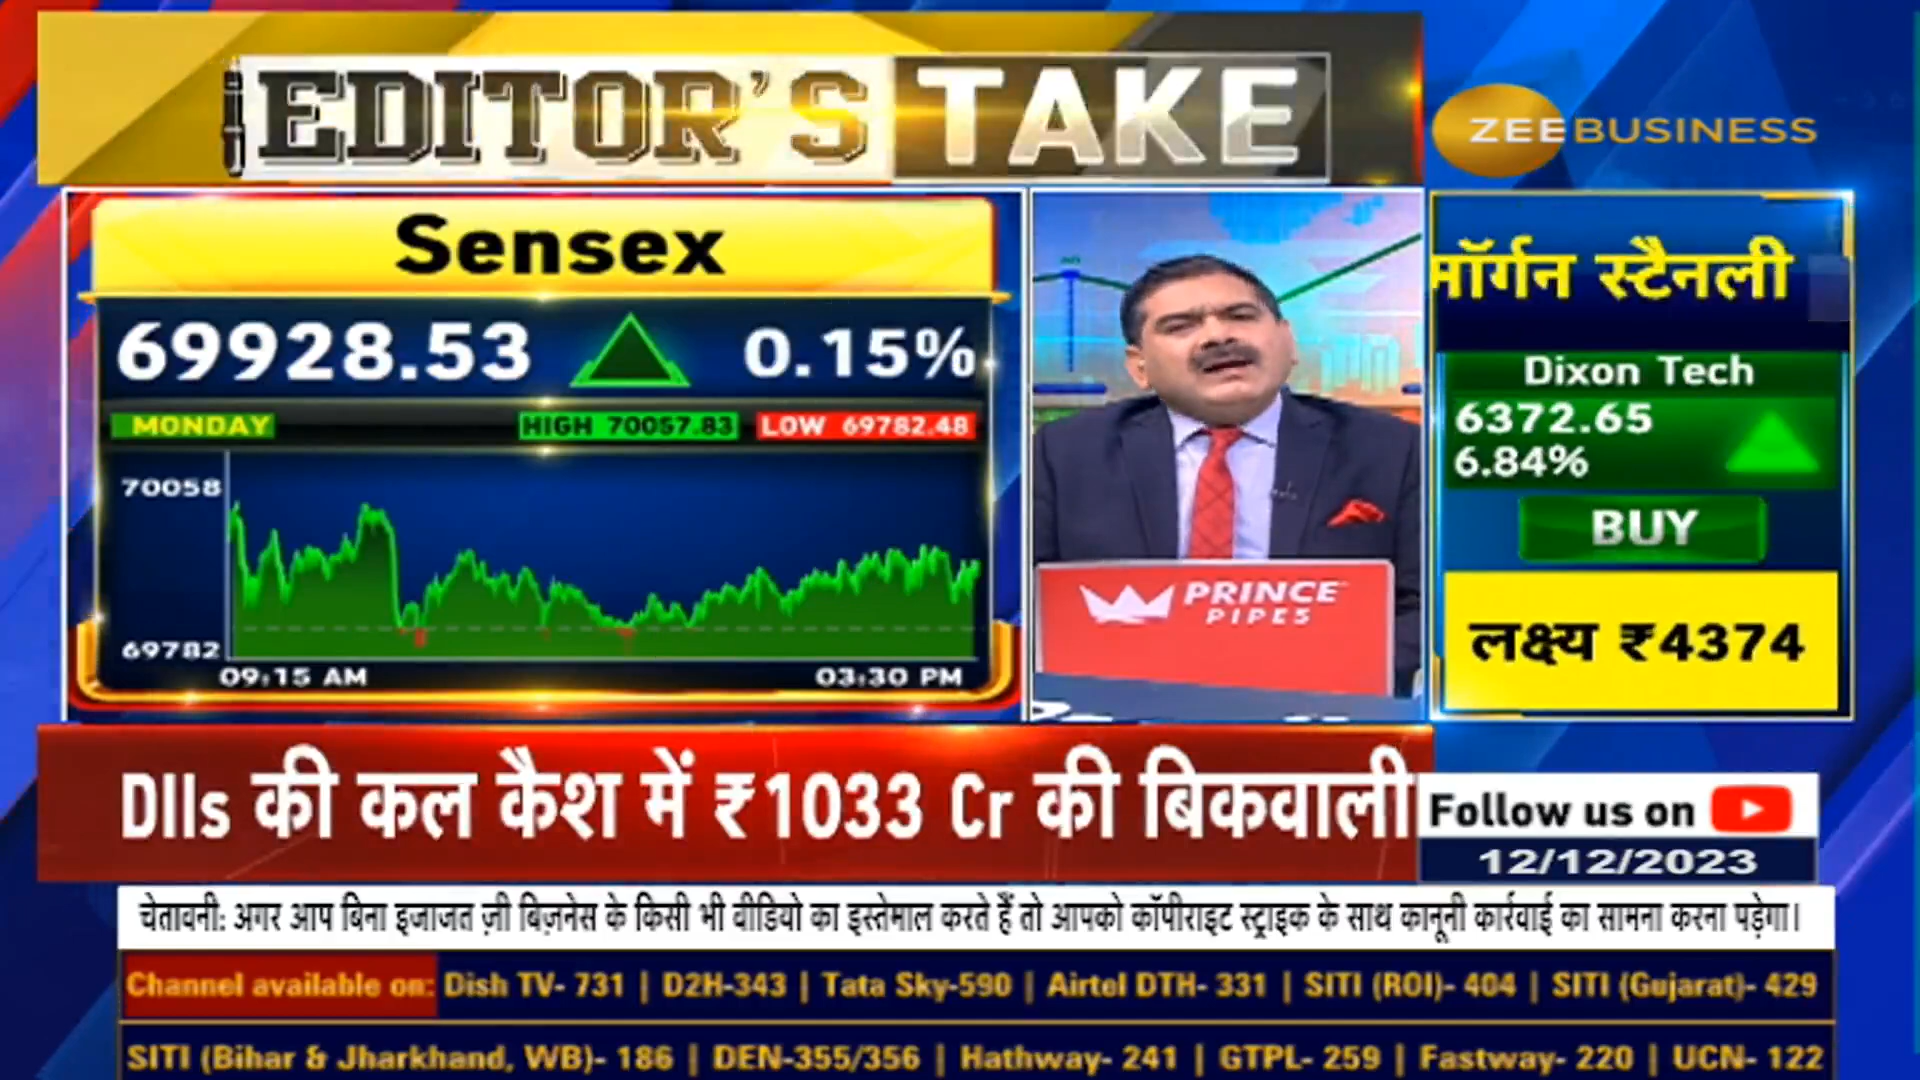 EDITOR'S TAKE
ZEEBUSINESS
Sensex
69928.53 0.15%
MONDAY HIGH 70057.83 LOW 69782.48
70058
69782
09:15 AM 03:30 PM
PRINCE
PIPES
मॉर्गन स्टैनली
Dixon Tech
6372.65
6.84%
BUY
लक्ष्य ₹4374
DIIs की कल कैश में ₹1033 Cr की बिकवाली
Follow us on
12/12/2023
चेतावनी: अगर आप बिना इजाजत ज़ी बिज़नेस के किसी भी वीडियो का इस्तेमाल करते हैं तो आपको कॉपीराइट स्ट्राइक के साथ कानूनी कार्रवाई का सामना करना पड़ेगा।
Channel available on: Dish TV- 731 | D2H-343 | Tata Sky-590 | Airtel DTH- 331 | SITI (ROI)- 404 | SITI (Gujarat)- 429
SITI (Bihar & Jharkhand, WB)- 186 | DEN-355/356 | Hathway- 241 | GTPL- 259 | Fastway- 220 | UCN- 122